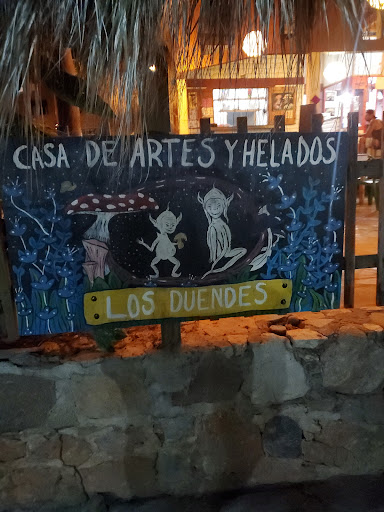 CASA DE ARTES Y HELADOS
LOS DUENDES